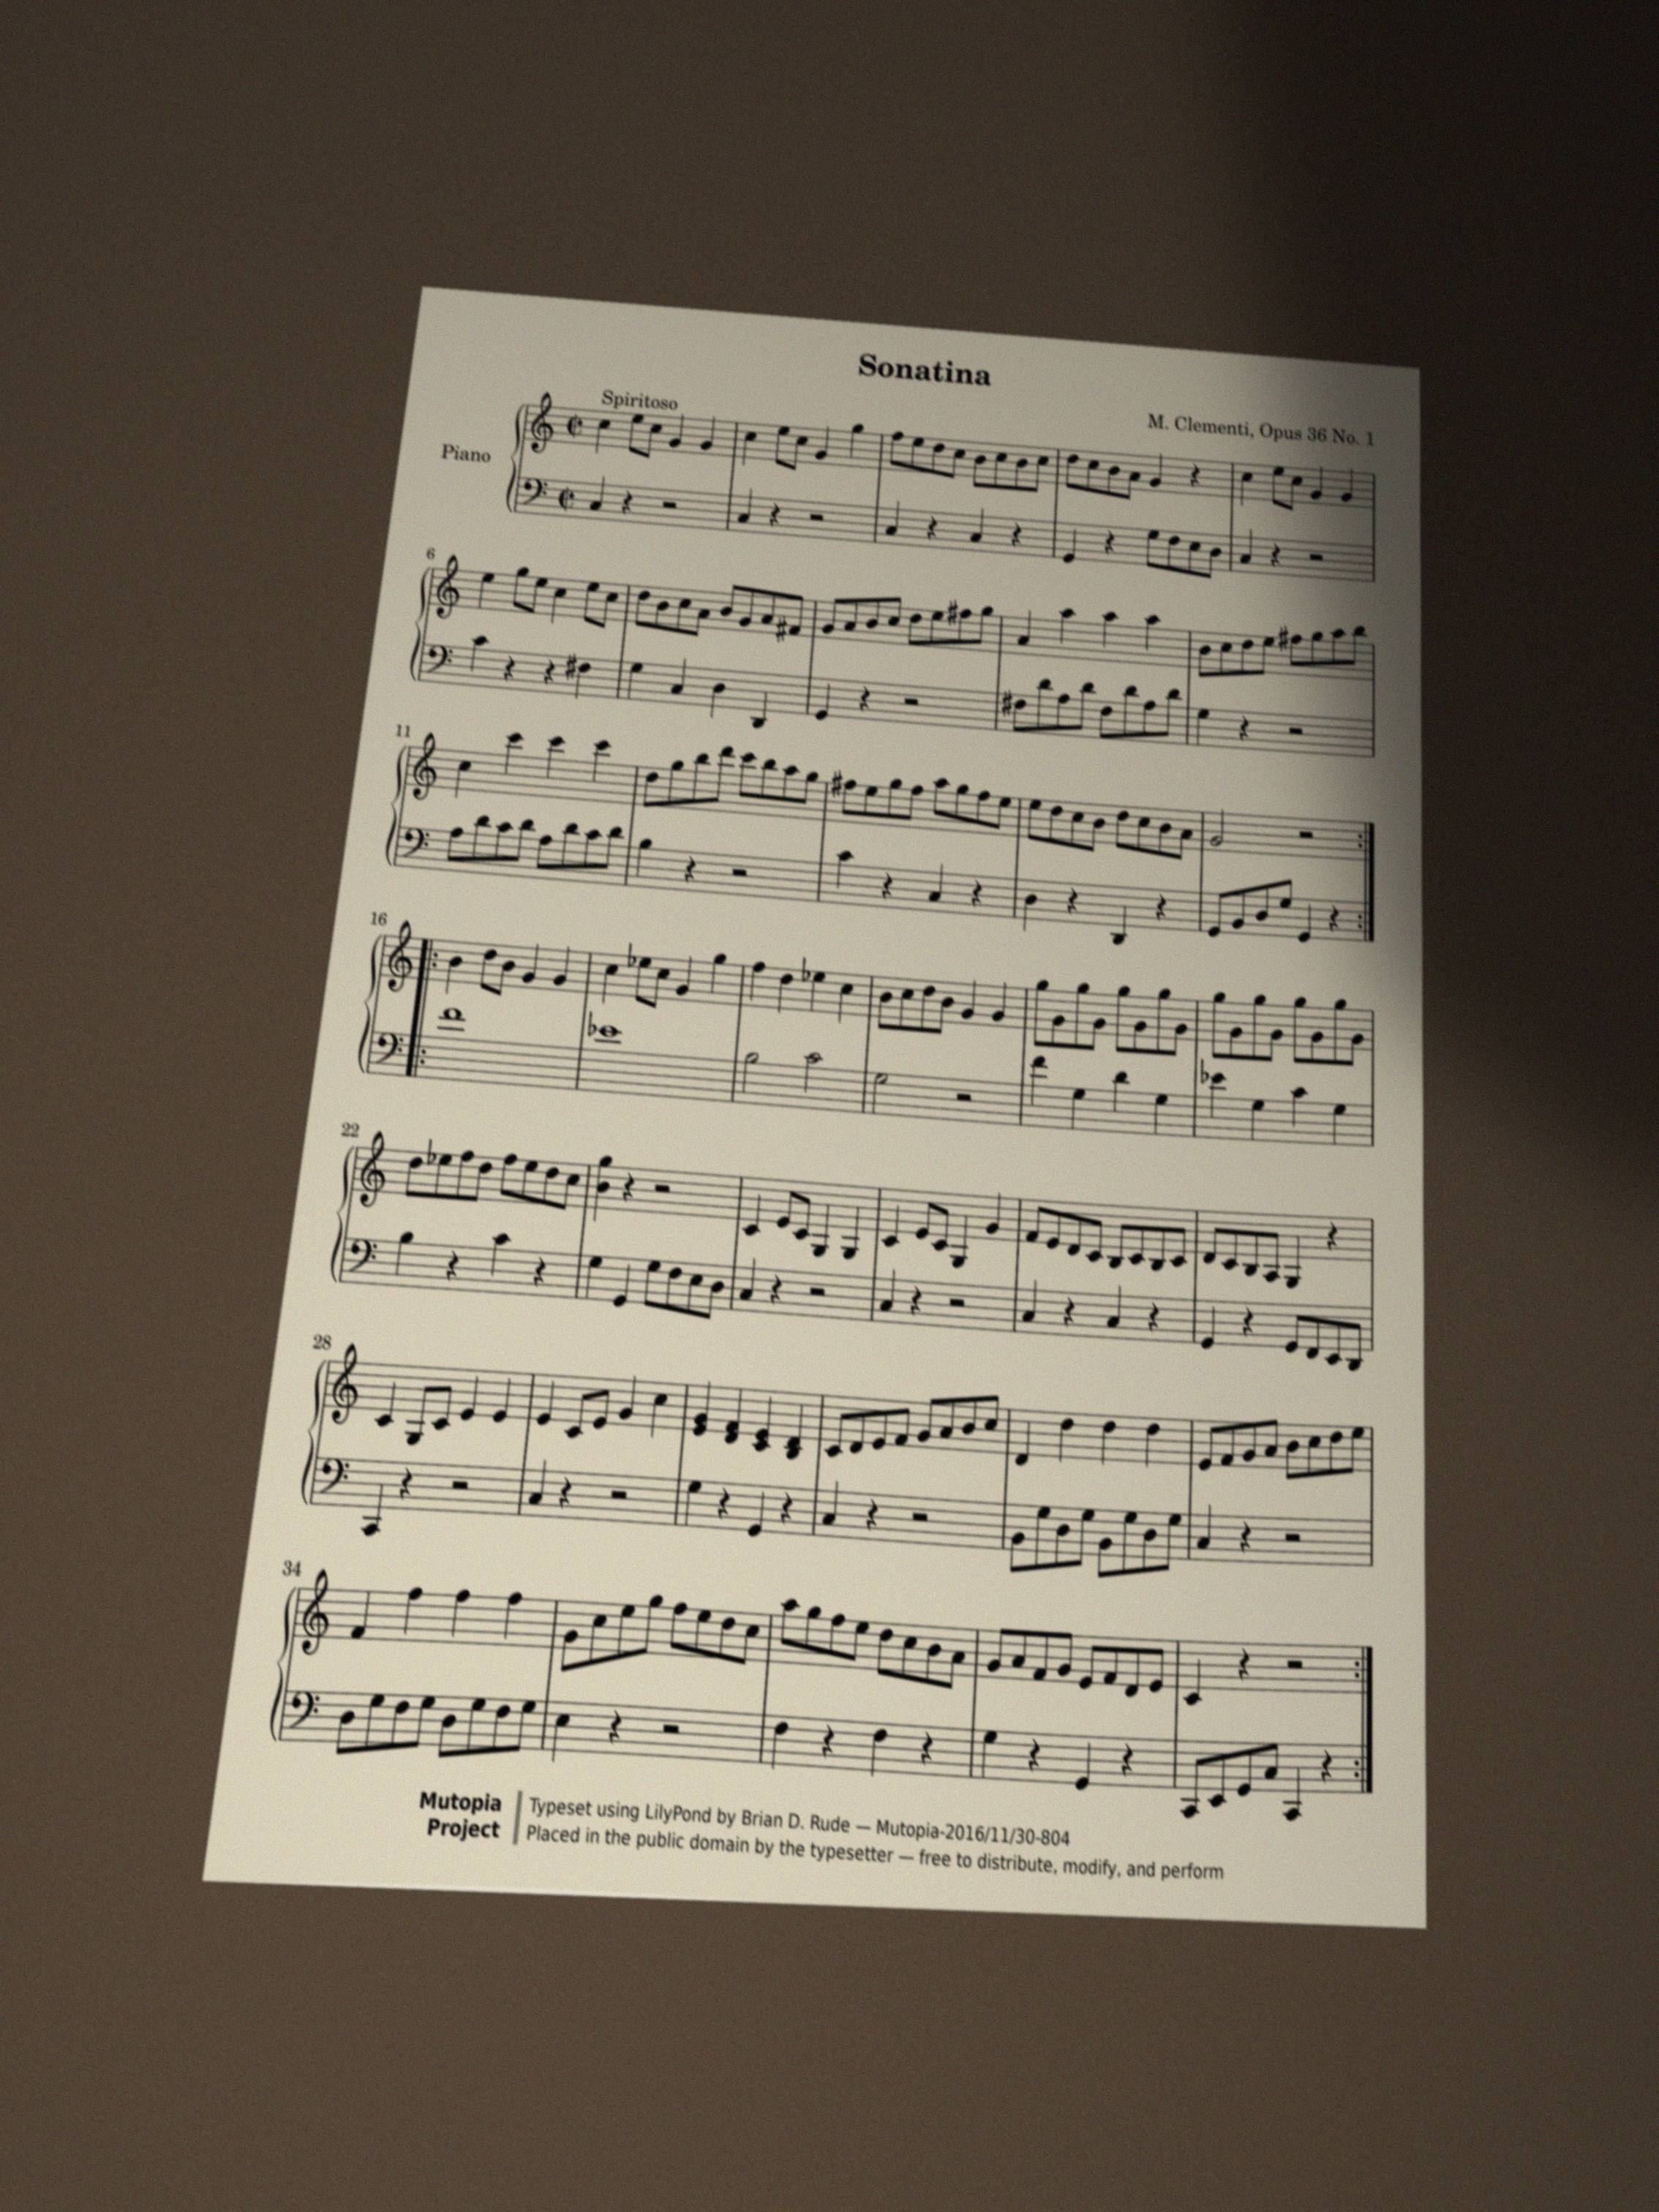 Sonatina
Spiritoso
M. Clementi, Opus 36 No. 1
Piano
6
11
16
22
28
34
Mutopia Project
Typeset using LilyPond by Brian D. Rude — Mutopia-2016/11/30-804
Placed in the public domain by the typesetter — free to distribute, modify, and perform